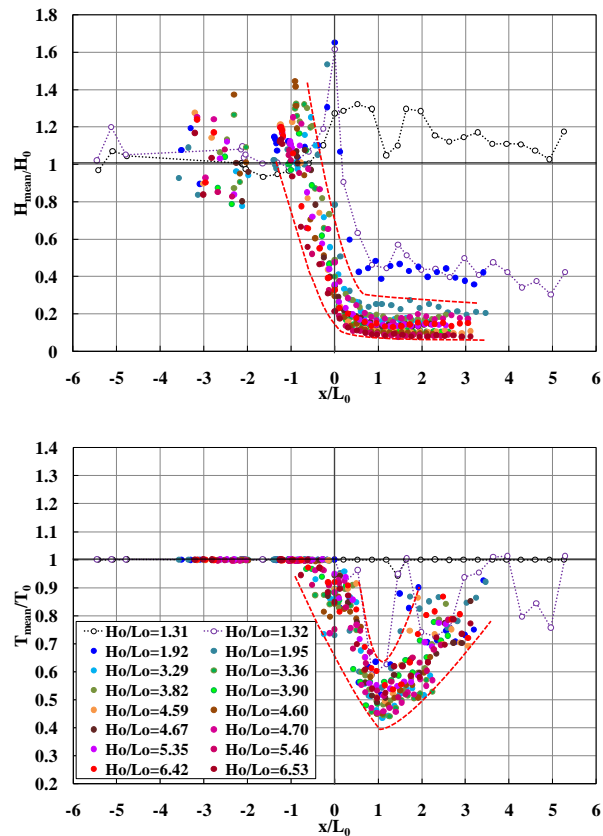 1.8
1.6
1.4
1.2
1
0.8
0.6
0.4
0.2
0
H_mean/H_0
-6 -5 -4 -3 -2 -1 0 1 2 3 4 5 6
x/L_0
1.4
1.3
1.2
1.1
1
0.9
0.8
0.7
0.6
0.5
0.4
0.3
0.2
T_mean/T_0
Ho/Lo=1.31 Ho/Lo=1.32
Ho/Lo=1.92 Ho/Lo=1.95
Ho/Lo=3.29 Ho/Lo=3.36
Ho/Lo=3.82 Ho/Lo=3.90
Ho/Lo=4.59 Ho/Lo=4.60
Ho/Lo=4.67 Ho/Lo=4.70
Ho/Lo=5.35 Ho/Lo=5.46
Ho/Lo=6.42 Ho/Lo=6.53
-6 -5 -4 -3 -2 -1 0 1 2 3 4 5 6
x/L_0